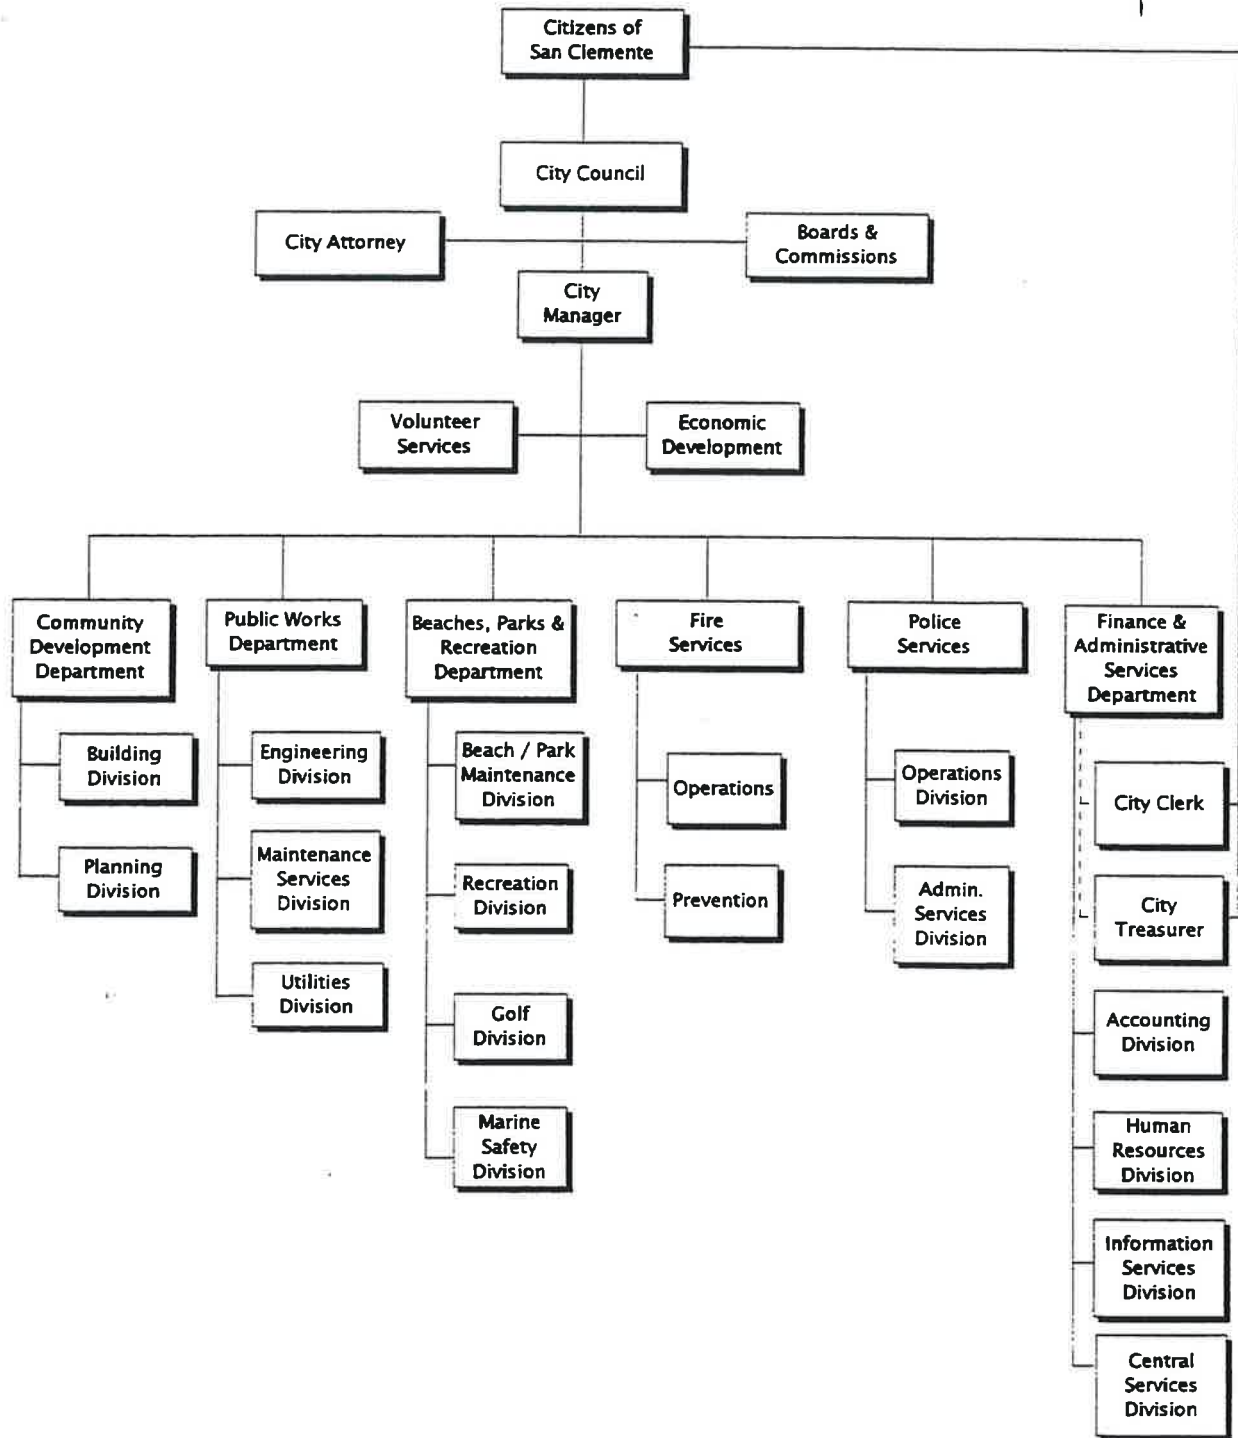 Citizens of
San Clemente
City Council
City Attorney
Boards &
Commissions
City
Manager
Volunteer
Services
Economic
Development
Community
Development
Department
Public Works
Department
Beaches, Parks &
Recreation
Department
Fire
Services
Police
Services
Finance &
Administrative
Services
Department
Building
Division
Planning
Division
Engineering
Division
Maintenance
Services
Division
Utilities
Division
Beach / Park
Maintenance
Division
Recreation
Division
Golf
Division
Marine
Safety
Division
Operations
Prevention
Operations
Division
Admin.
Services
Division
City Clerk
City
Treasurer
Accounting
Division
Human
Resources
Division
Information
Services
Division
Central
Services
Division